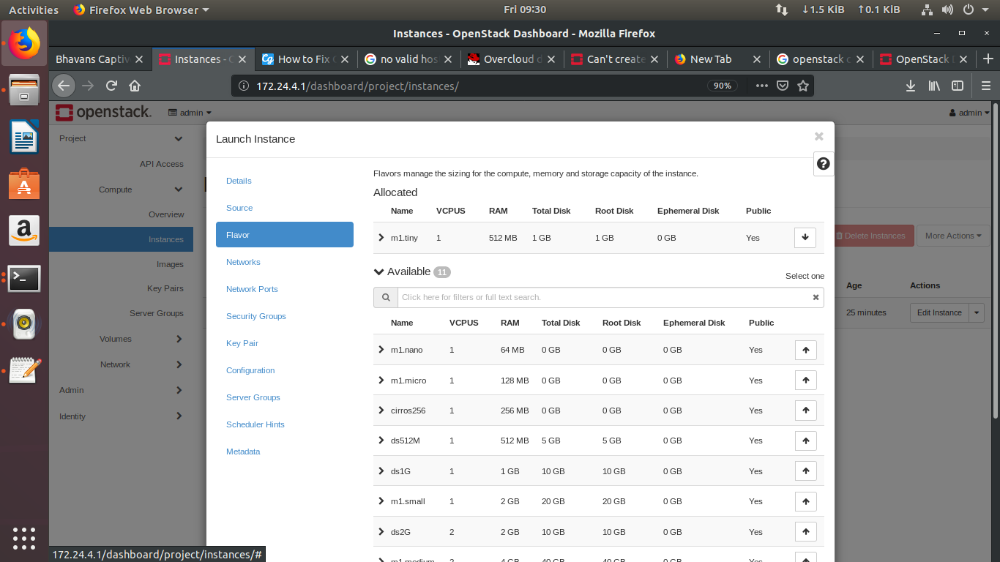 Activities Firefox Web Browser Fri 09:30 ↓1.5 KiB ↑0.1 KiB
Instances - OpenStack Dashboard - Mozilla Firefox
Bhavans Captiv Instances - O How to Fix no valid hos Overcloud d Can't create New Tab openstack c OpenStack
172.24.4.1/dashboard/project/instances/ 90%
openstack. admin admin
Launch Instance
Project
API Access
Compute
Overview
Instances
Images
Key Pairs
Server Groups
Volumes
Network
Admin
Identity
Details
Source
Flavor
Networks
Network Ports
Security Groups
Key Pair
Configuration
Server Groups
Scheduler Hints
Metadata
Flavors manage the sizing for the compute, memory and storage capacity of the instance.
Allocated
Name VCPUS RAM Total Disk Root Disk Ephemeral Disk Public
m1.tiny 1 512 MB 1 GB 1 GB 0 GB Yes
Available 11
Select one
Click here for filters or full text search.
Name VCPUS RAM Total Disk Root Disk Ephemeral Disk Public
m1.nano 1 64 MB 0 GB 0 GB 0 GB Yes
m1.micro 1 128 MB 0 GB 0 GB 0 GB Yes
cirros256 1 256 MB 0 GB 0 GB 0 GB Yes
ds512M 1 512 MB 5 GB 5 GB 0 GB Yes
ds1G 1 1 GB 10 GB 10 GB 0 GB Yes
m1.small 1 2 GB 20 GB 20 GB 0 GB Yes
ds2G 2 2 GB 10 GB 10 GB 0 GB Yes
m1.medium 2 4 GB 40 GB 40 GB 0 GB Yes
Delete Instances More Actions
Age Actions
25 minutes Edit Instance
172.24.4.1/dashboard/project/instances/#